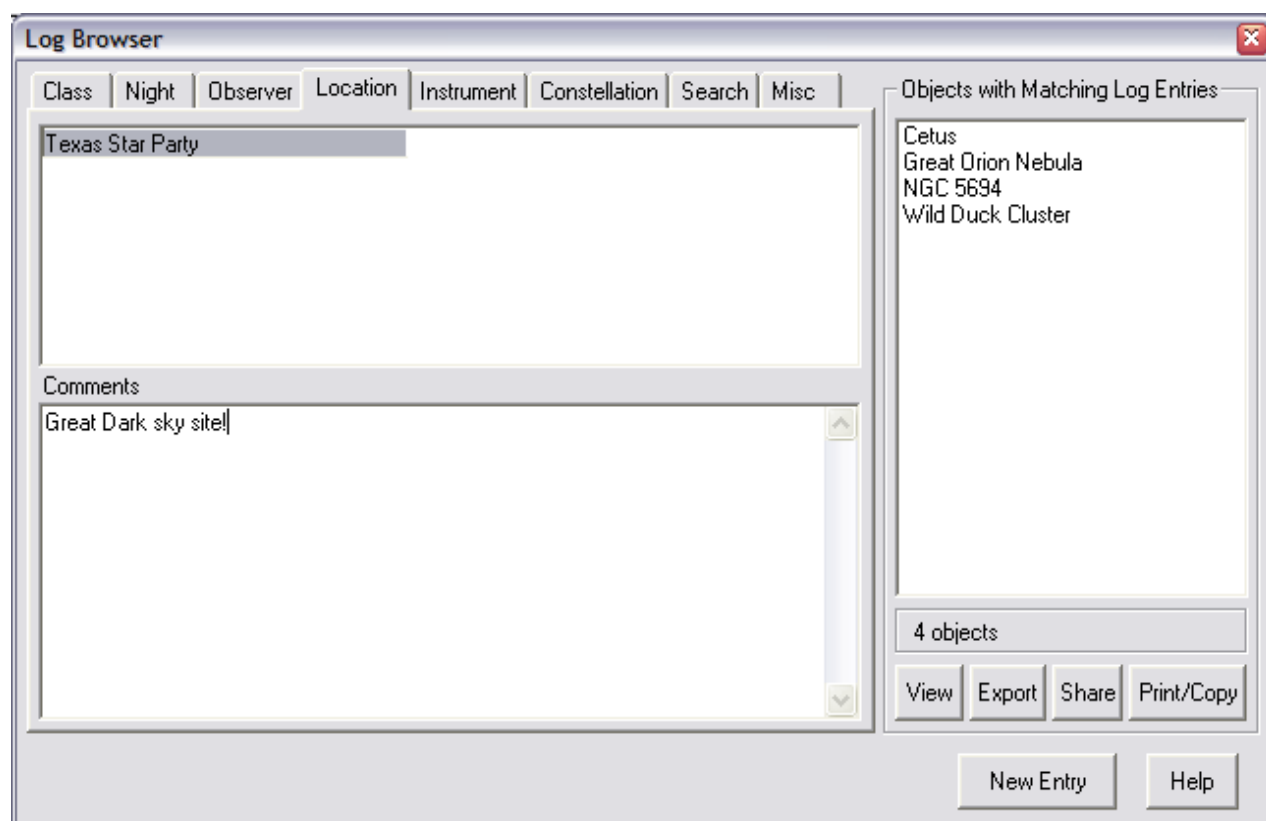 Log Browser
Class Night Observer Location Instrument Constellation Search Misc
Texas Star Party
Comments
Great Dark sky site!
Objects with Matching Log Entries
Cetus
Great Orion Nebula
NGC 5694
Wild Duck Cluster
4 objects
View Export Share Print/Copy
New Entry Help